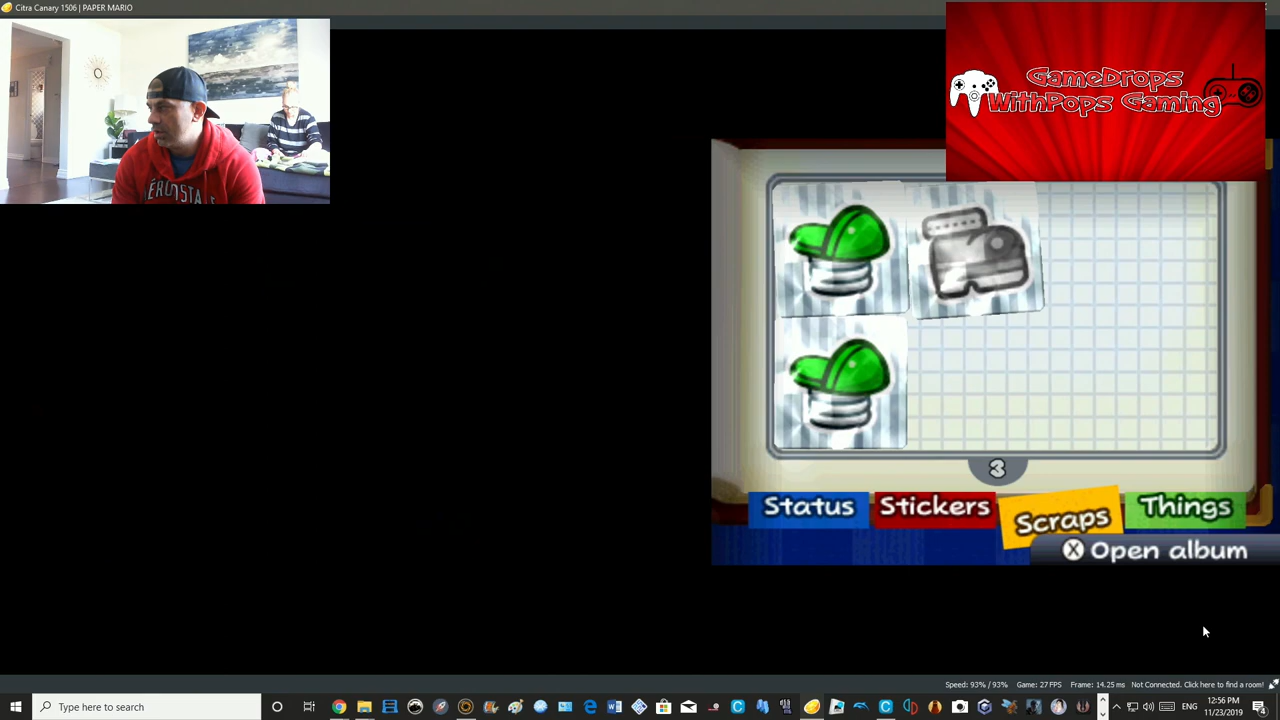 Citra Canary 1506 | PAPER MARIO
GameDrops
WithPops Gaming
3
Status
Stickers
Scraps
Things
X Open album
Speed: 93% / 93%
Game: 27 FPS
Frame: 14.25 ms
Not Connected. Click here to find a room!
Type here to search
ENG
12:56 PM
11/23/2019